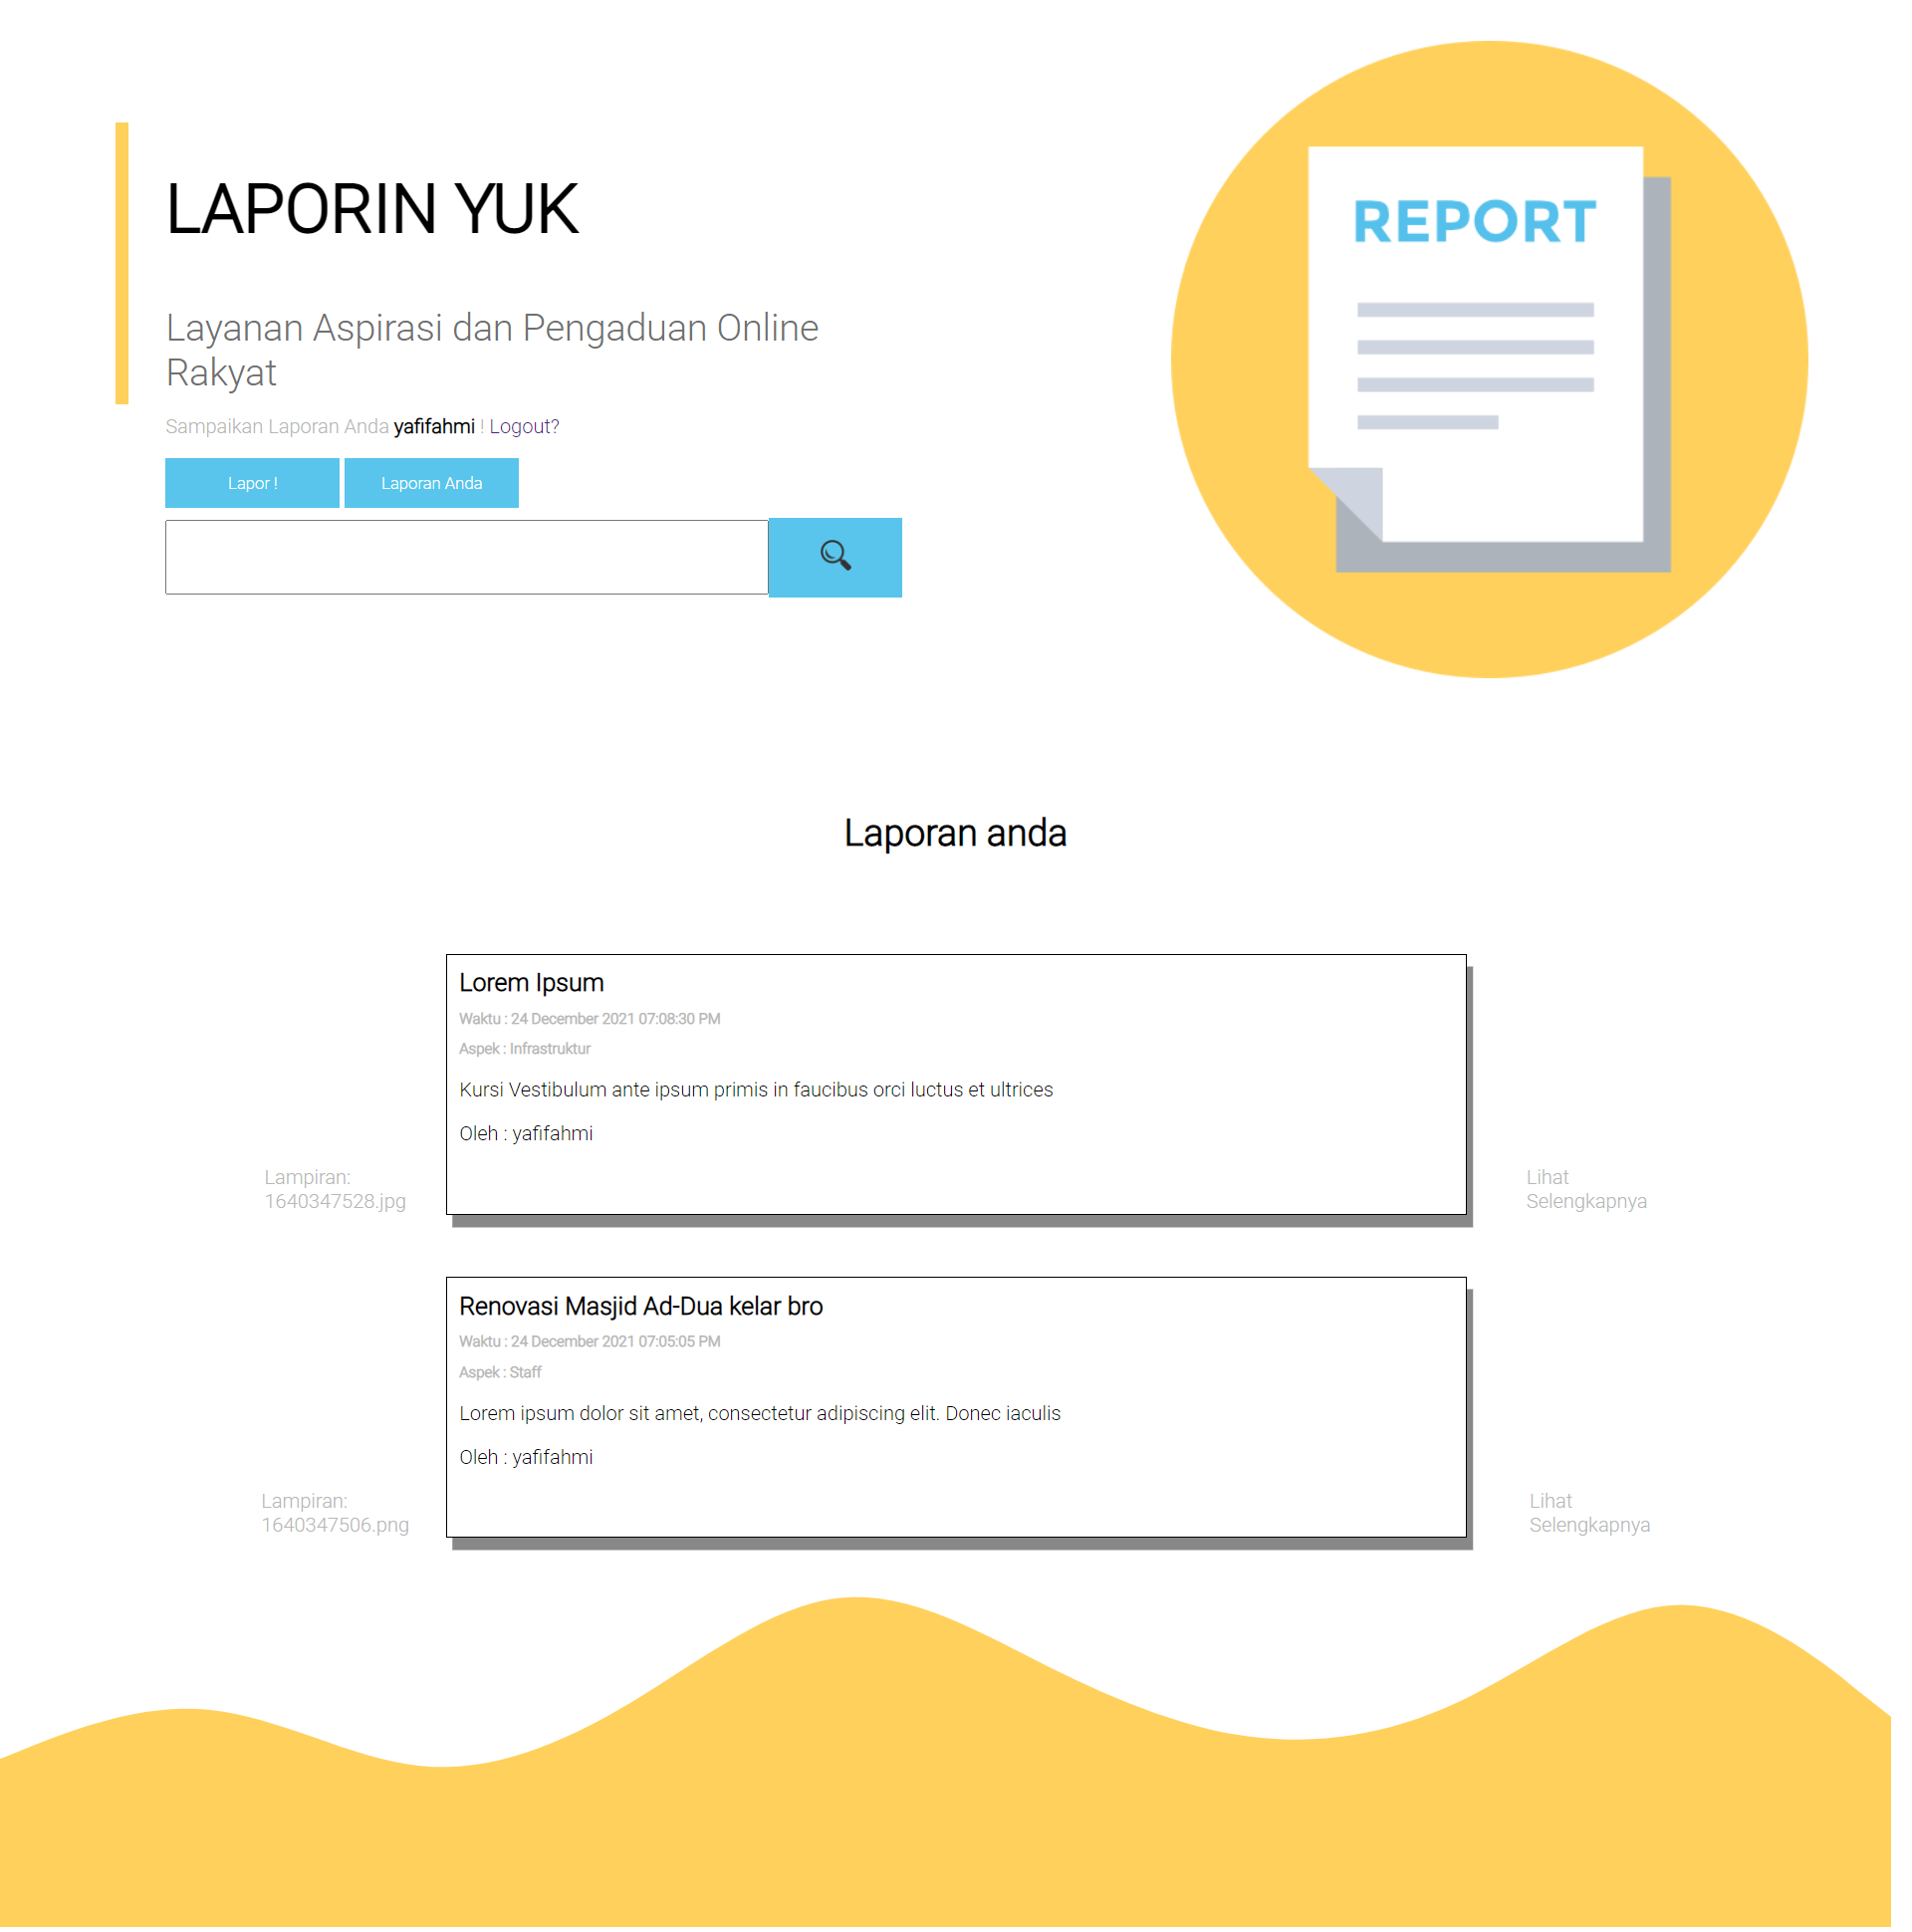 LAPORIN YUK
REPORT
Layanan Aspirasi dan Pengaduan Online
Rakyat
Sampaikan Laporan Anda yafifahmi ! Logout?
Lapor !
Laporan Anda
Laporan anda
Lorem Ipsum
Waktu : 24 December 2021 07:08:30 PM
Aspek : Infrastruktur
Kursi Vestibulum ante ipsum primis in faucibus orci luctus et ultrices
Oleh : yafifahmi
Lampiran:
1640347528.jpg
Lihat
Selengkapnya
Renovasi Masjid Ad-Dua kelar bro
Waktu : 24 December 2021 07:05:05 PM
Aspek : Staff
Lorem ipsum dolor sit amet, consectetur adipiscing elit. Donec iaculis
Oleh : yafifahmi
Lampiran:
1640347506.png
Lihat
Selengkapnya